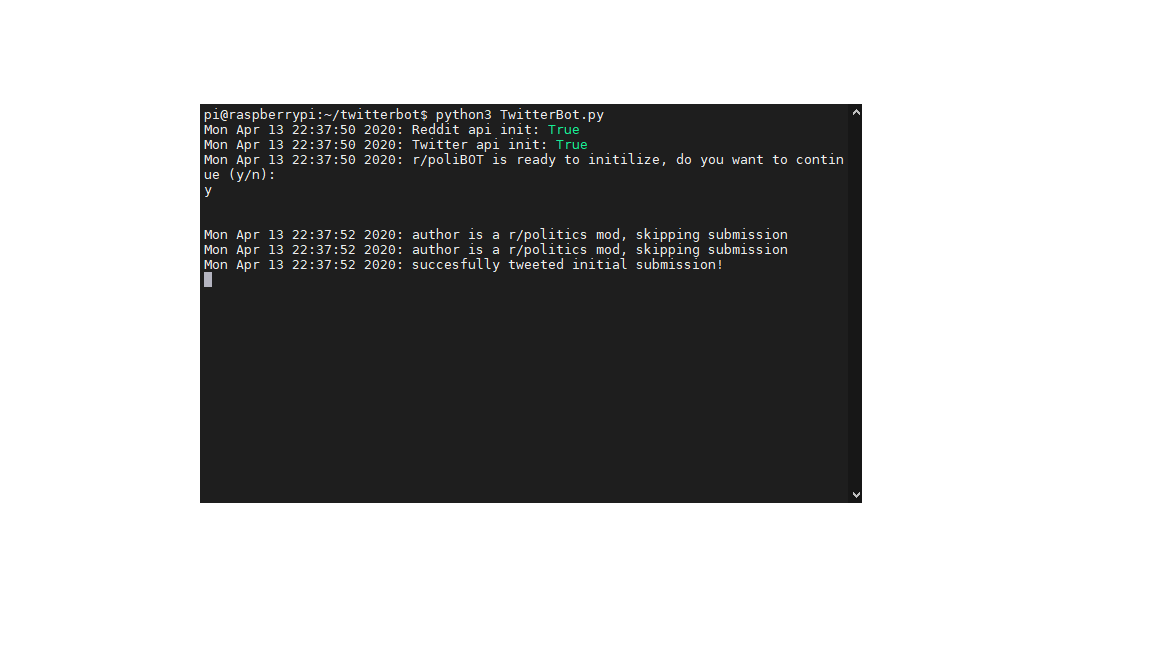 pi@raspberrypi:~/twitterbot$ python3 TwitterBot.py
Mon Apr 13 22:37:50 2020: Reddit api init: True
Mon Apr 13 22:37:50 2020: Twitter api init: True
Mon Apr 13 22:37:50 2020: r/poliBOT is ready to initilize, do you want to contin
ue (y/n):
y
Mon Apr 13 22:37:52 2020: author is a r/politics mod, skipping submission
Mon Apr 13 22:37:52 2020: author is a r/politics mod, skipping submission
Mon Apr 13 22:37:52 2020: succesfully tweeted initial submission!